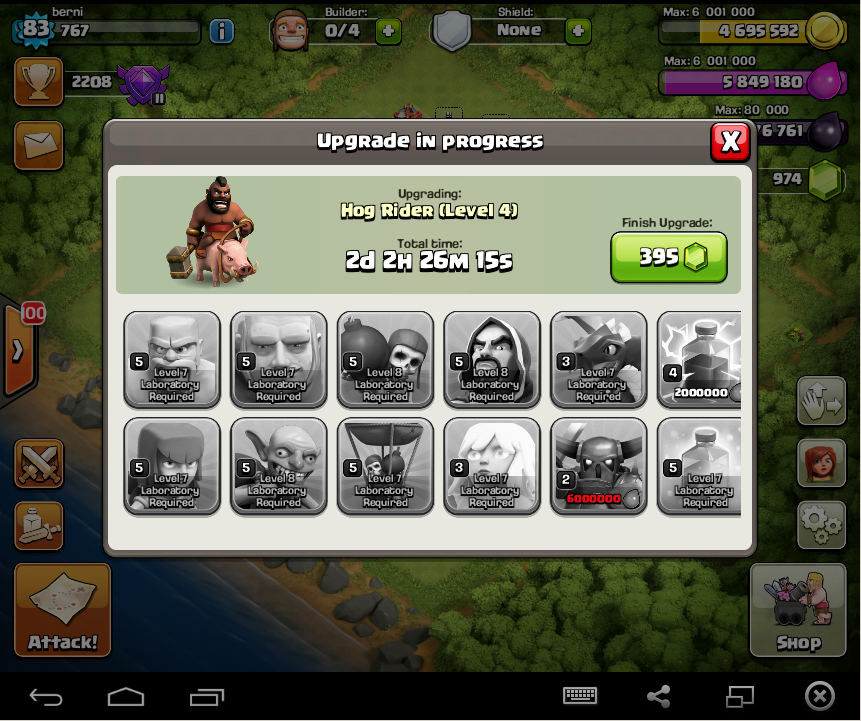 berni
83
767
Builder:
0/4
Shield:
None
Max: 6 001 000
4 695 592
2208
II
Max: 6 001 000
5 849 180
Max: 80 000
76 761
974
Upgrade in progress
X
Upgrading:
Hog Rider (Level 4)
Total time:
2d 2h 26m 15s
Finish Upgrade:
395
100
5
Level 7
Laboratory
Required
5
Level 7
Laboratory
Required
5
Level 8
Laboratory
Required
5
Level 8
Laboratory
Required
3
Level 7
Laboratory
Required
4
2000000
5
Level 7
Laboratory
Required
5
Level 8
Laboratory
Required
5
Level 7
Laboratory
Required
3
Level 7
Laboratory
Required
2
6000000
5
Level 7
Laboratory
Required
Attack!
Shop